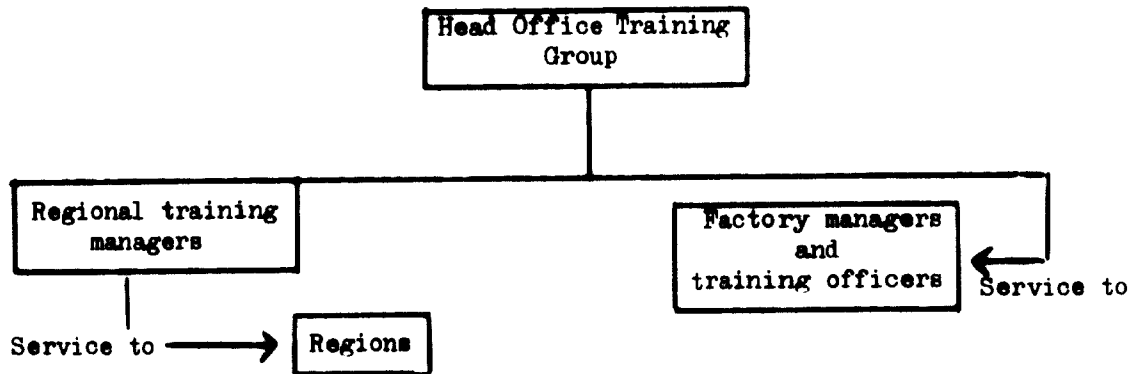 Head Office Training
Group
Regional training
managers
Factory managers
and
training officers
Service to
Service to
Regions